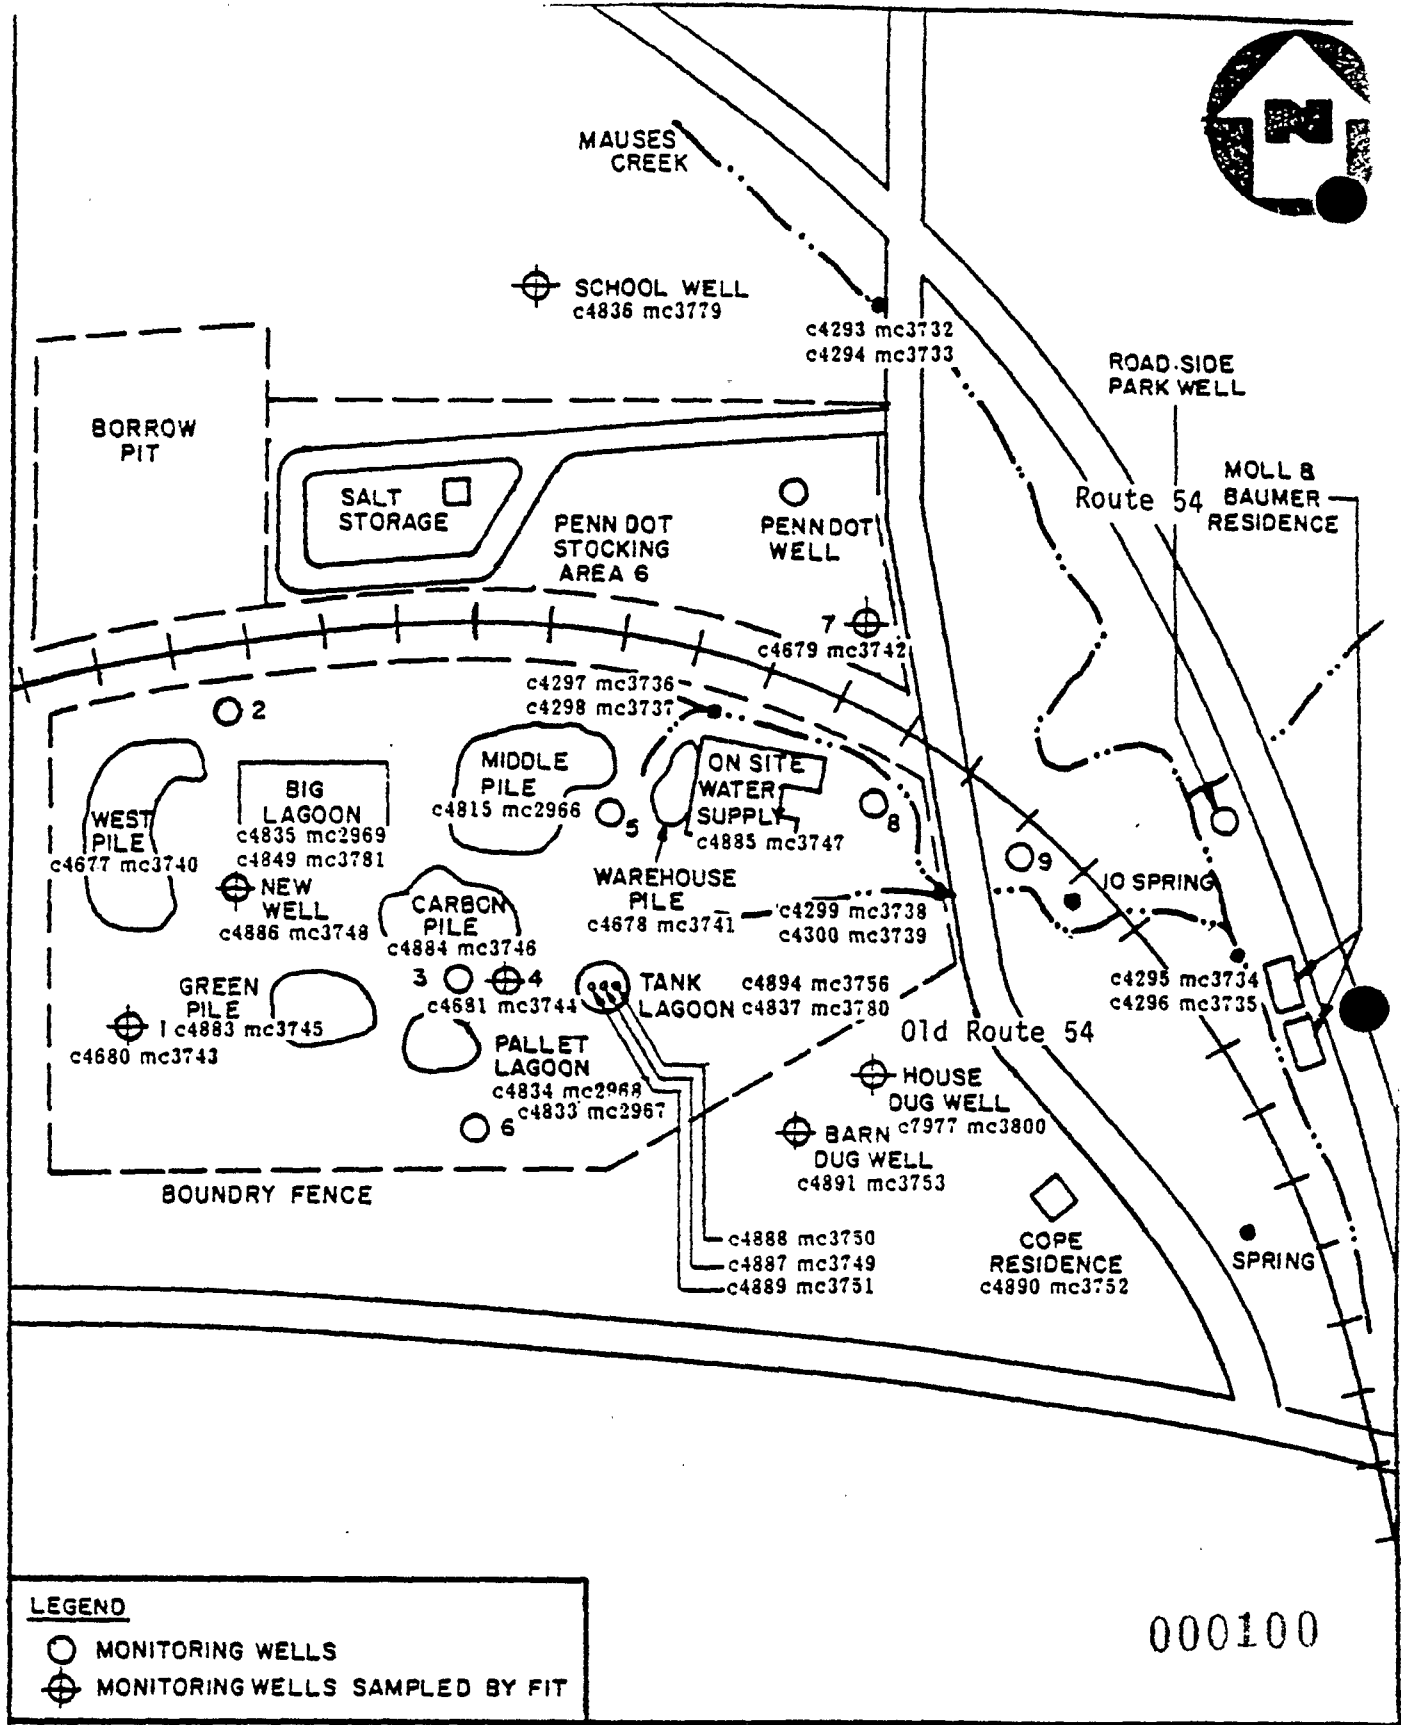 N
MAUSES
CREEK
SCHOOL WELL
c4836 mc3779
c4293 mc3732
c4294 mc3733
ROAD-SIDE
PARK WELL
BORROW
PIT
MOLL &
BAUMER
RESIDENCE
Route 54
SALT
STORAGE
PENN DOT
STOCKING
AREA 6
PENN DOT
WELL
7
c4679 mc3742
c4297 mc3736
c4298 mc3737
2
MIDDLE
PILE
c4815 mc2966
ON SITE
WATER
SUPPLY
c4885 mc3747
BIG
LAGOON
c4835 mc2969
c4849 mc3781
WEST
PILE
c4677 mc3740
5
8
9
NEW
WELL
c4886 mc3748
CARBON
PILE
c4884 mc3746
WAREHOUSE
PILE
c4678 mc3741
c4299 mc3738
c4300 mc3739
10 SPRING
3
4
c4681 mc3744
TANK
LAGOON
c4894 mc3756
c4837 mc3780
c4295 mc3734
c4296 mc3735
GREEN
PILE
c4883 mc3745
1
c4680 mc3743
Old Route 54
PALLET
LAGOON
c4834 mc2968
c4833 mc2967
6
HOUSE
DUG WELL
c7977 mc3800
BARN
DUG WELL
c4891 mc3753
BOUNDRY FENCE
c4888 mc3750
c4887 mc3749
c4889 mc3751
COPE
RESIDENCE
c4890 mc3752
SPRING
LEGEND
MONITORING WELLS
MONITORING WELLS SAMPLED BY FIT
000100